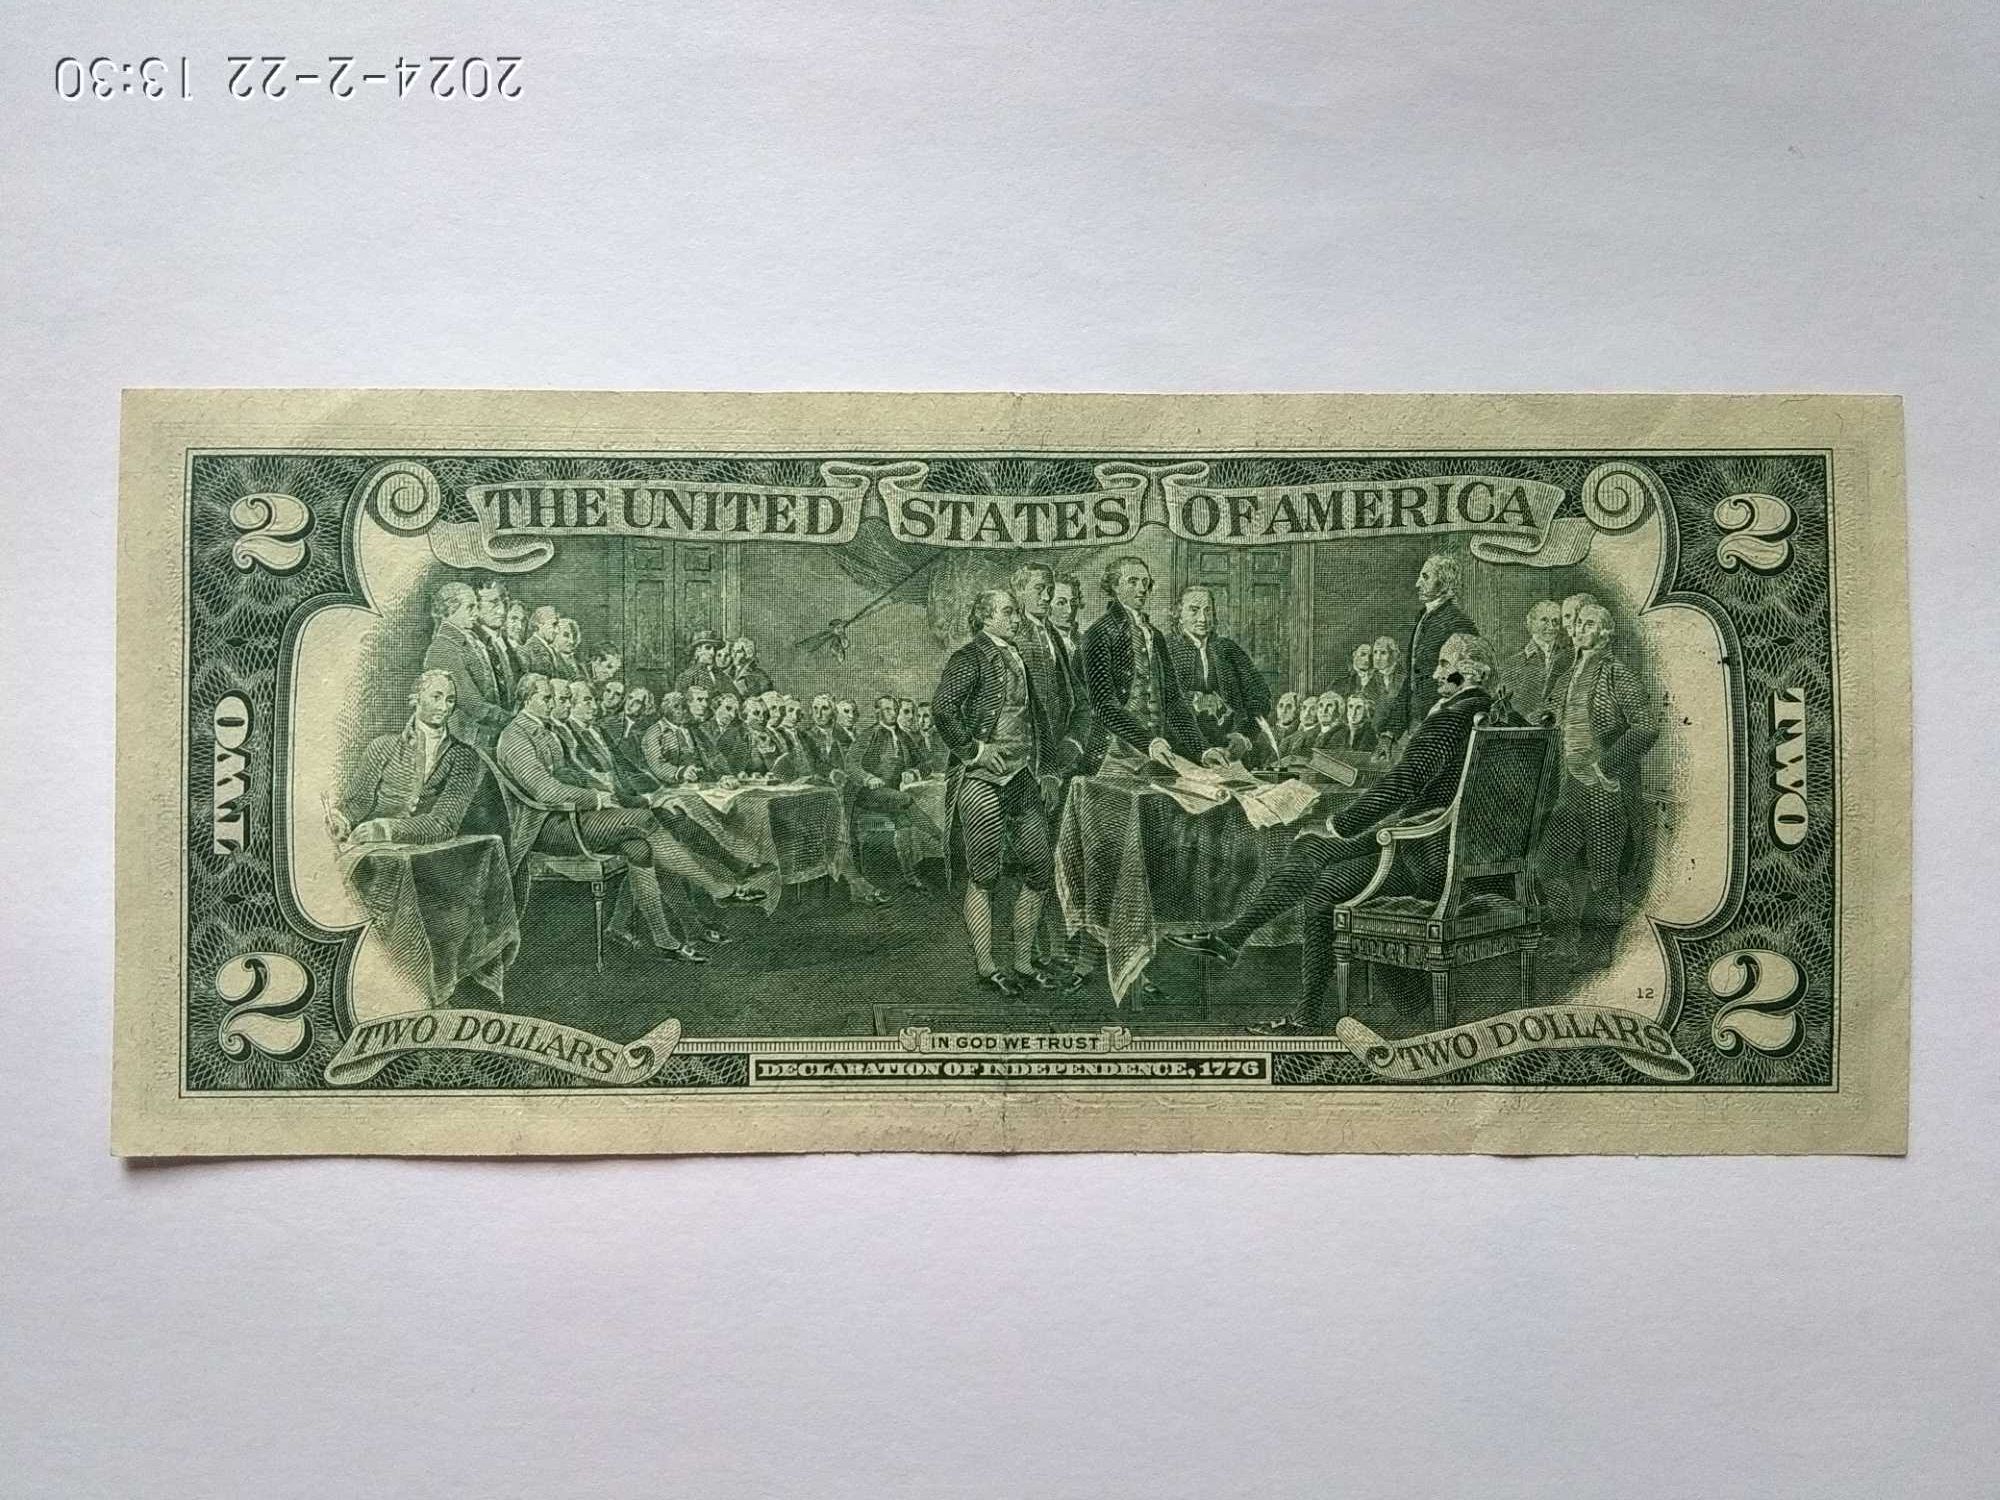 2024-2-22 13:30
THE UNITED STATES OF AMERICA
2
2
TWO
TWO
2
2
12
TWO DOLLARS
IN GOD WE TRUST
TWO DOLLARS
DECLARATION OF INDEPENDENCE, 1776